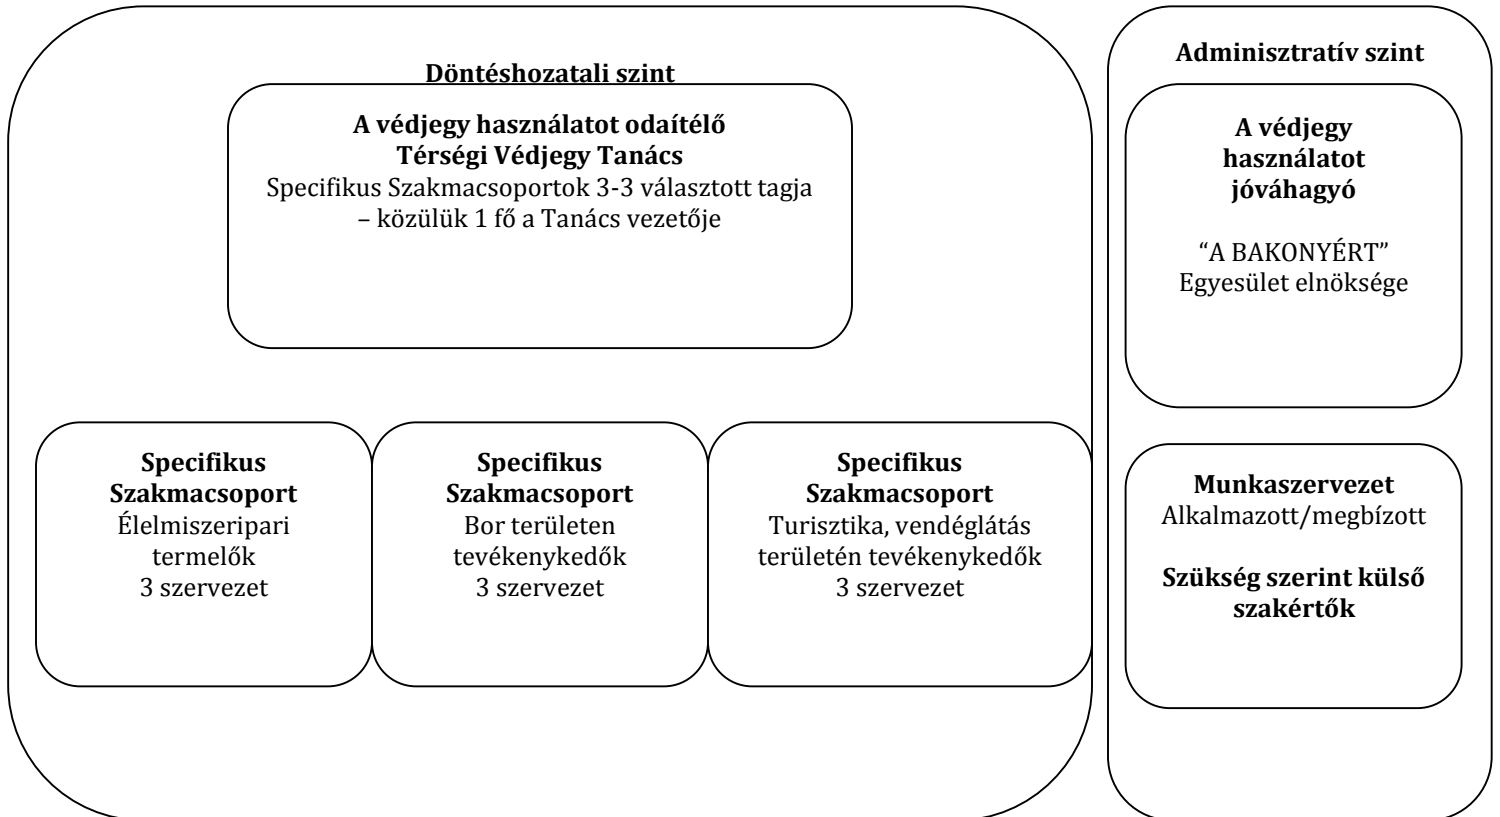 Döntéshozatali szint
A védjegy használatot odaítélő
Térségi Védjegy Tanács
Specifikus Szakmacsoportok 3-3 választott tagja
– közülük 1 fő a Tanács vezetője
Specifikus
Szakmacsoport
Élelmiszeripari
termelők
3 szervezet
Specifikus
Szakmacsoport
Bor területen
tevékenykedők
3 szervezet
Specifikus
Szakmacsoport
Turisztika, vendéglátás
területén tevékenykedők
3 szervezet
Adminisztratív szint
A védjegy
használatot
jóváhagyó
“A BAKONYÉRT”
Egyesület elnöksége
Munkaszervezet
Alkalmazott/megbízott
Szükség szerint külső
szakértők